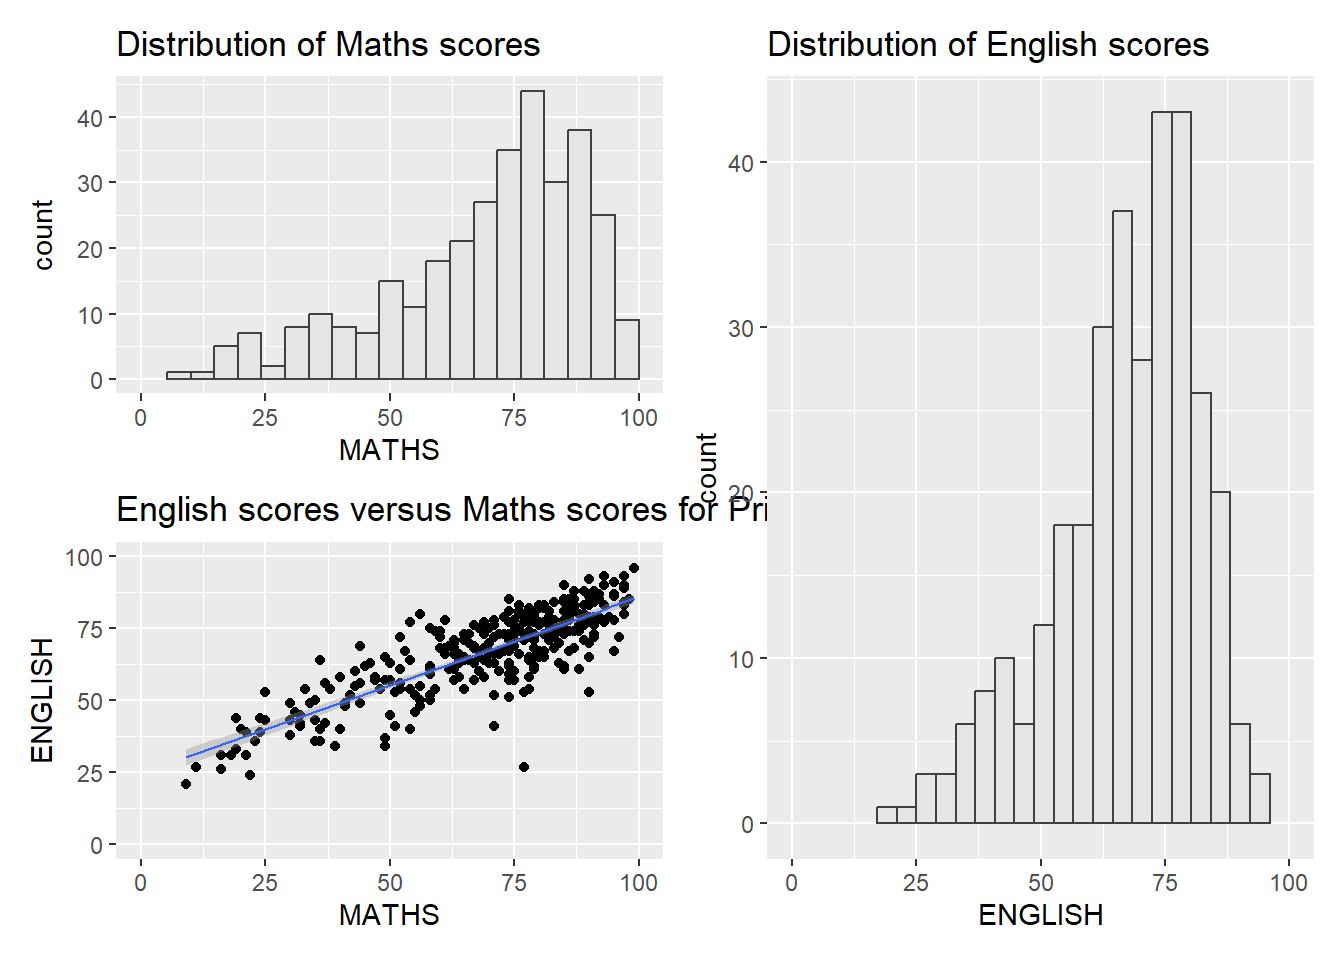 Distribution of Maths scores
40
30
20
10
0
count
0 25 50 75 100
MATHS
English scores versus Maths scores for Pri
100
75
50
25
0
ENGLISH
0 25 50 75 100
MATHS
Distribution of English scores
40
30
20
10
0
count
0 25 50 75 100
ENGLISH